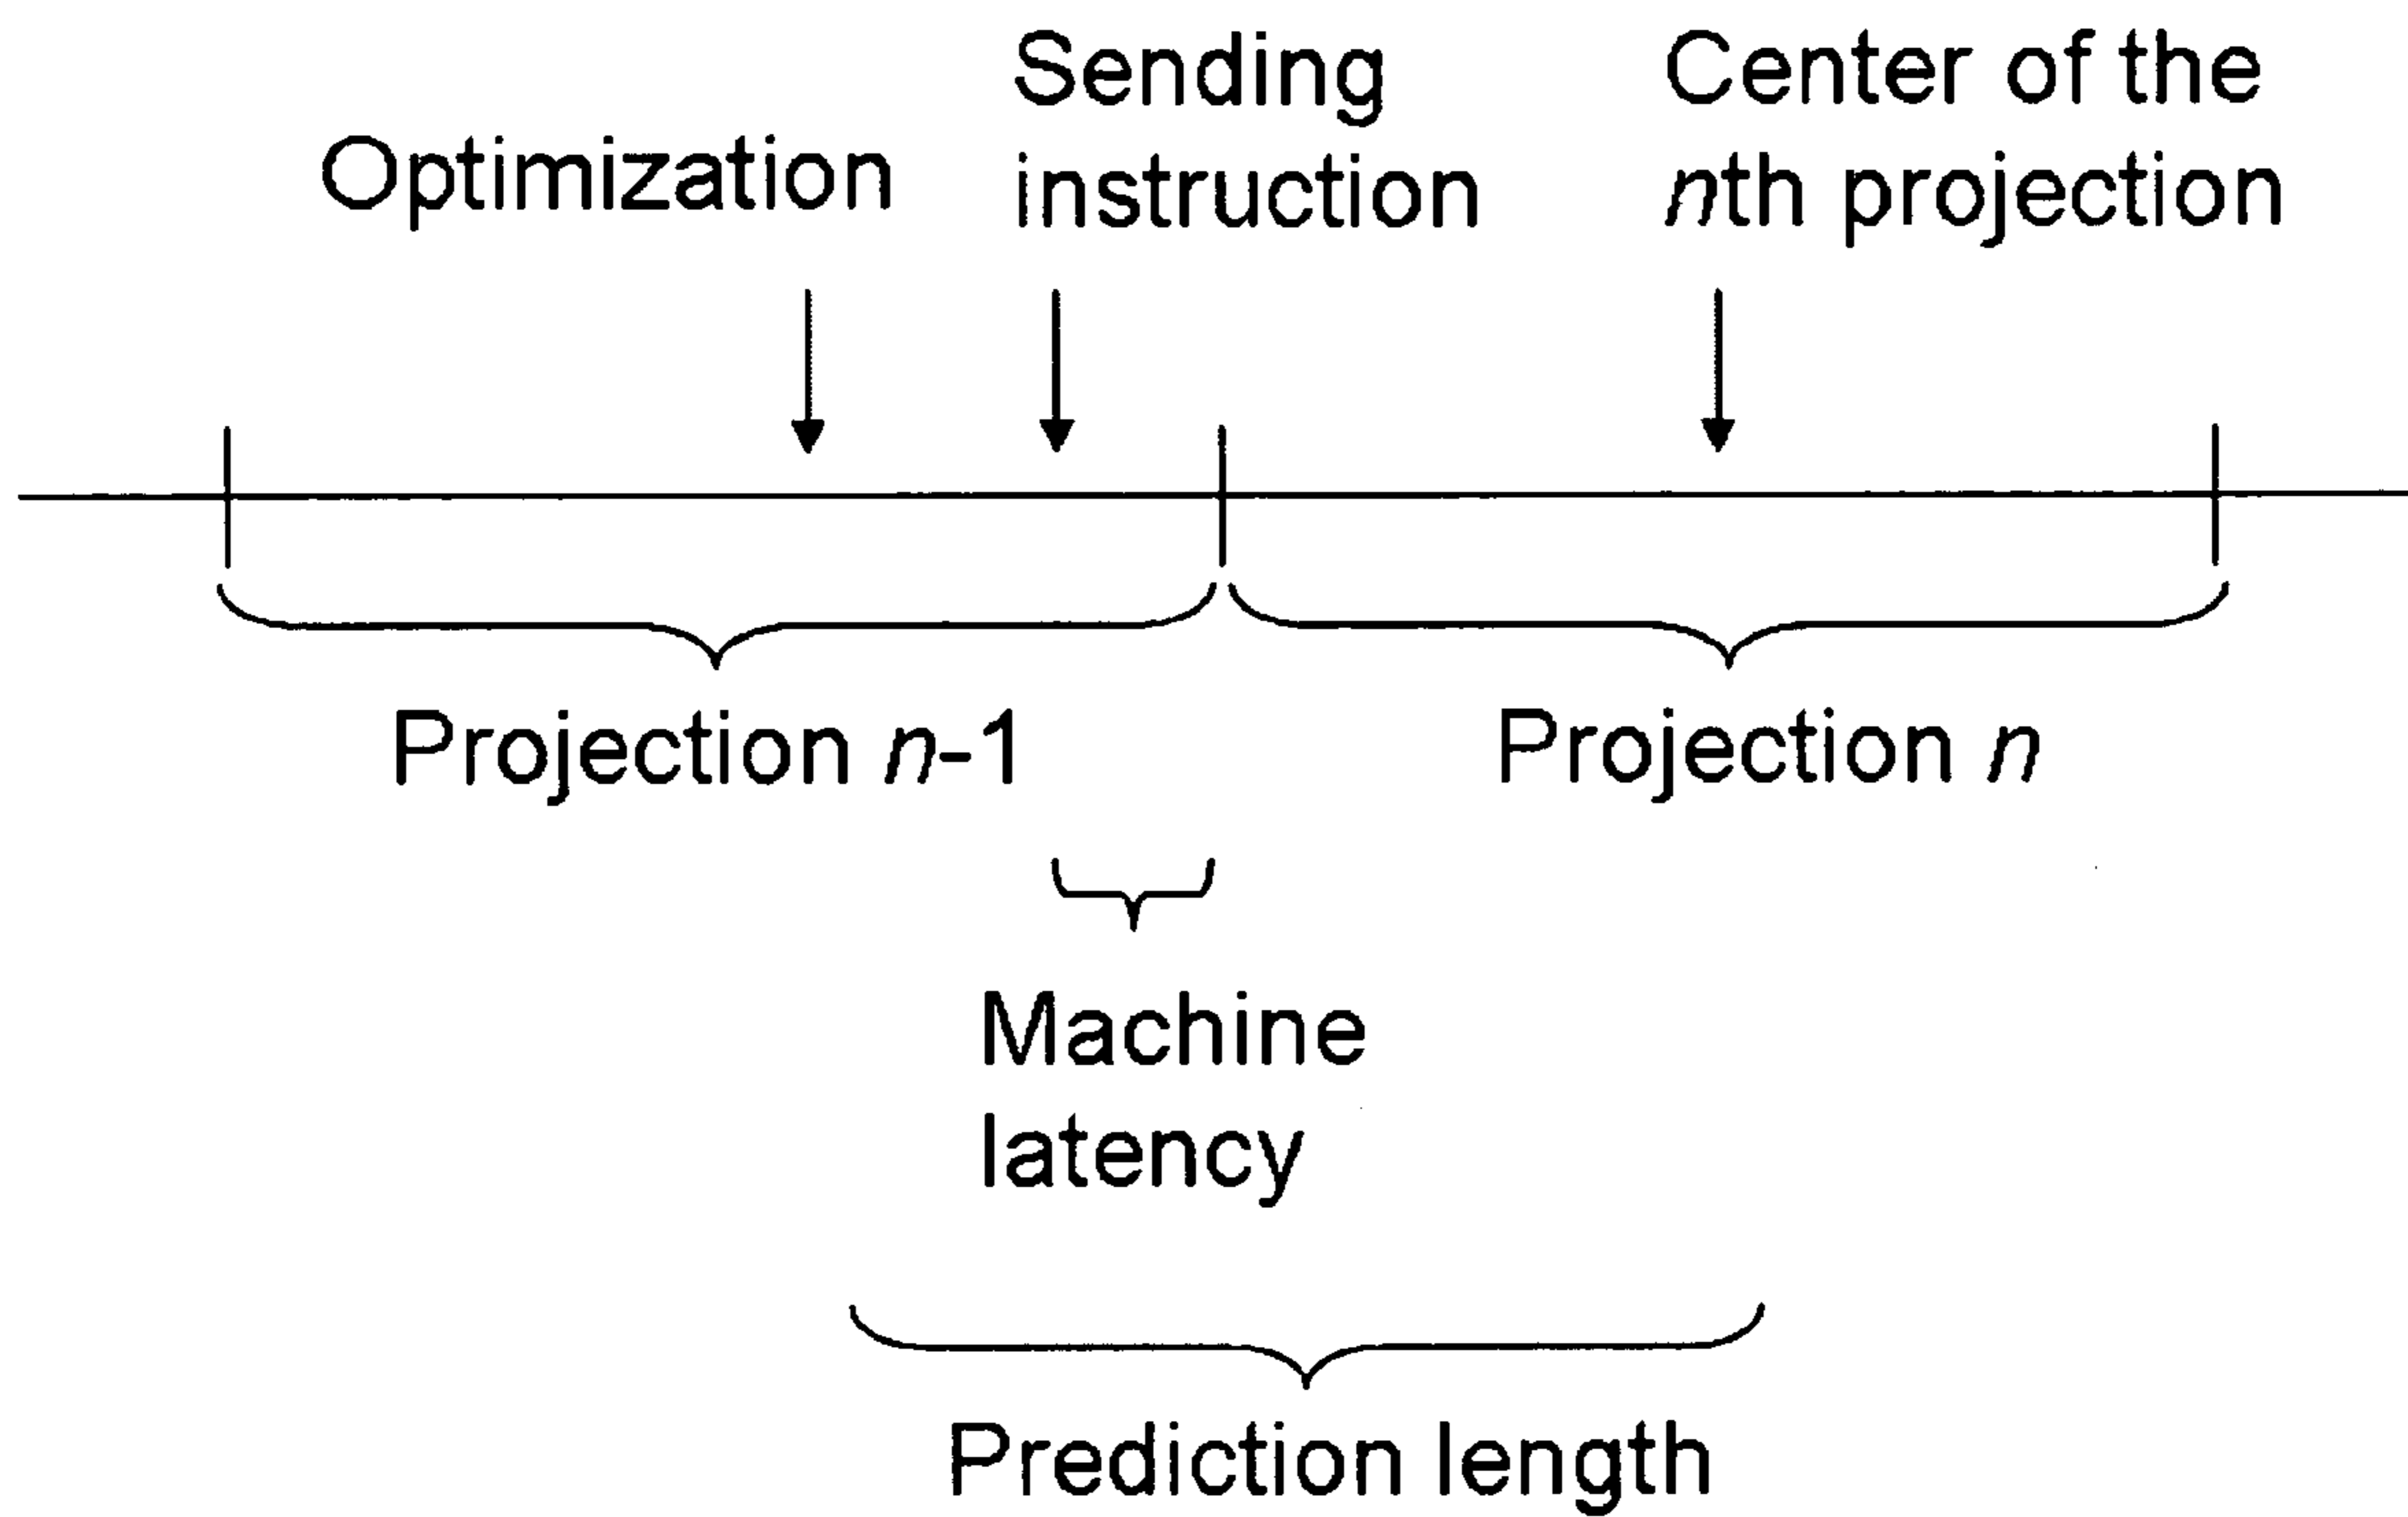 Optimization
Sending
instruction
Center of the
nth projection
Projection n-1
Projection n
Machine
latency
Prediction length